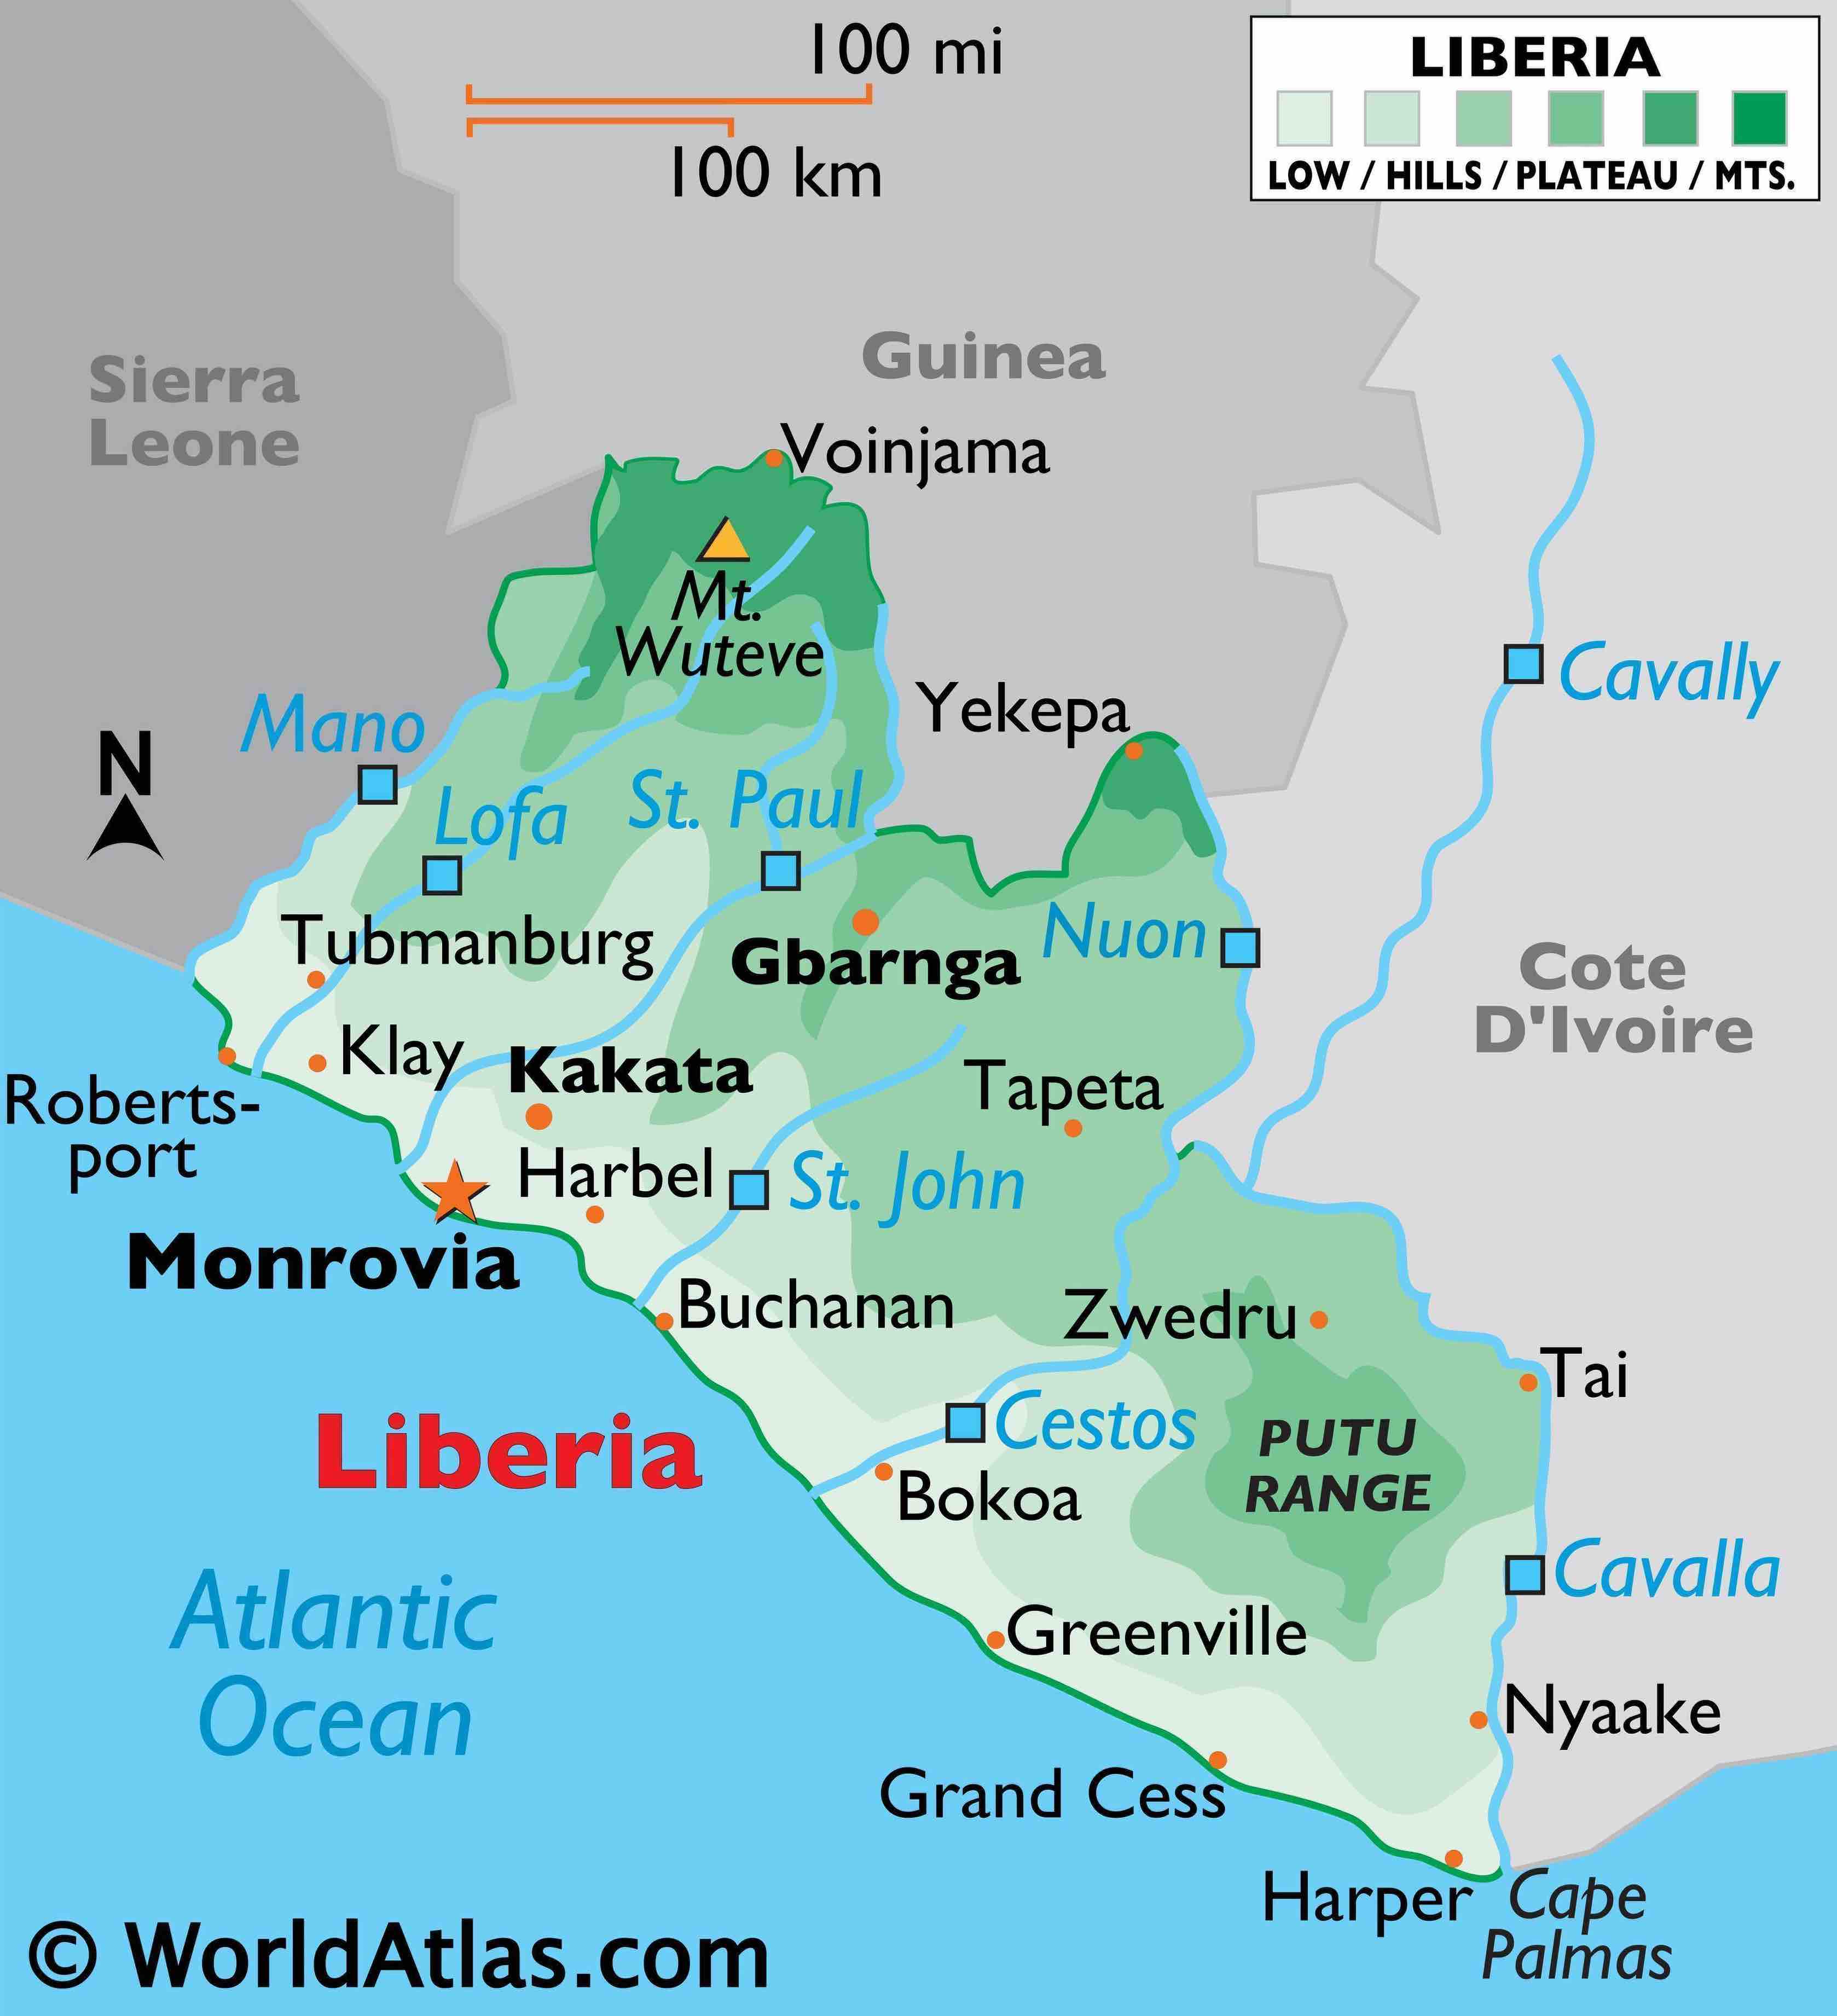 100 mi
100 km
LIBERIA
LOW / HILLS / PLATEAU / MTS.
Sierra
Leone
Guinea
Voinjama
Mt.
Wuteve
Yekepa
Cavally
Mano
N
Lofa
St. Paul
Nuon
Tubmanburg
Gbarnga
Cote
D'Ivoire
Klay
Kakata
Tapeta
Roberts-
port
Harbel
St. John
Monrovia
Buchanan
Zwedru
Tai
Liberia
Cestos
PUTU
RANGE
Bokoa
Atlantic
Ocean
Cavalla
Greenville
Nyaake
Grand Cess
Harper
Cape
Palmas
© WorldAtlas.com